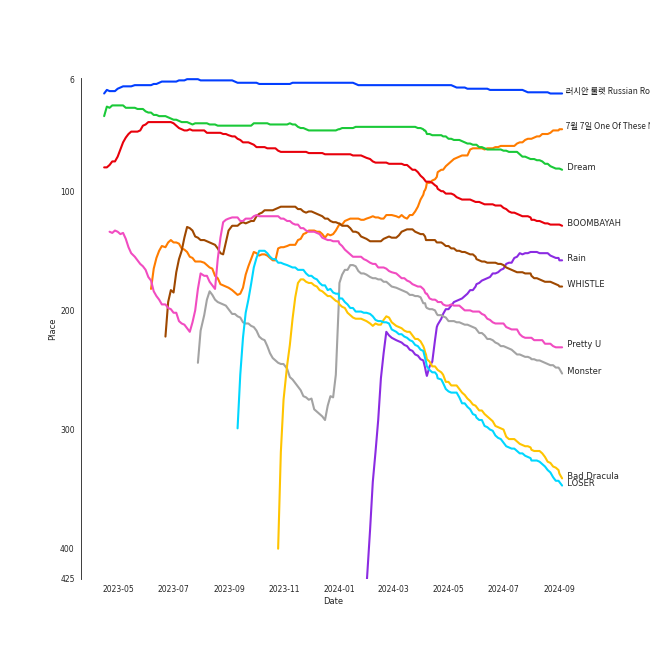 6
100
200
300
400
425
Place
2023-05
2023-07
2023-09
2023-11
2024-01
2024-03
2024-05
2024-07
2024-09
Date
러시안 룰렛 Russian Ro
7월 7일 One Of These N
Dream
BOOMBAYAH
Rain
WHISTLE
Pretty U
Monster
Bad Dracula
LOSER